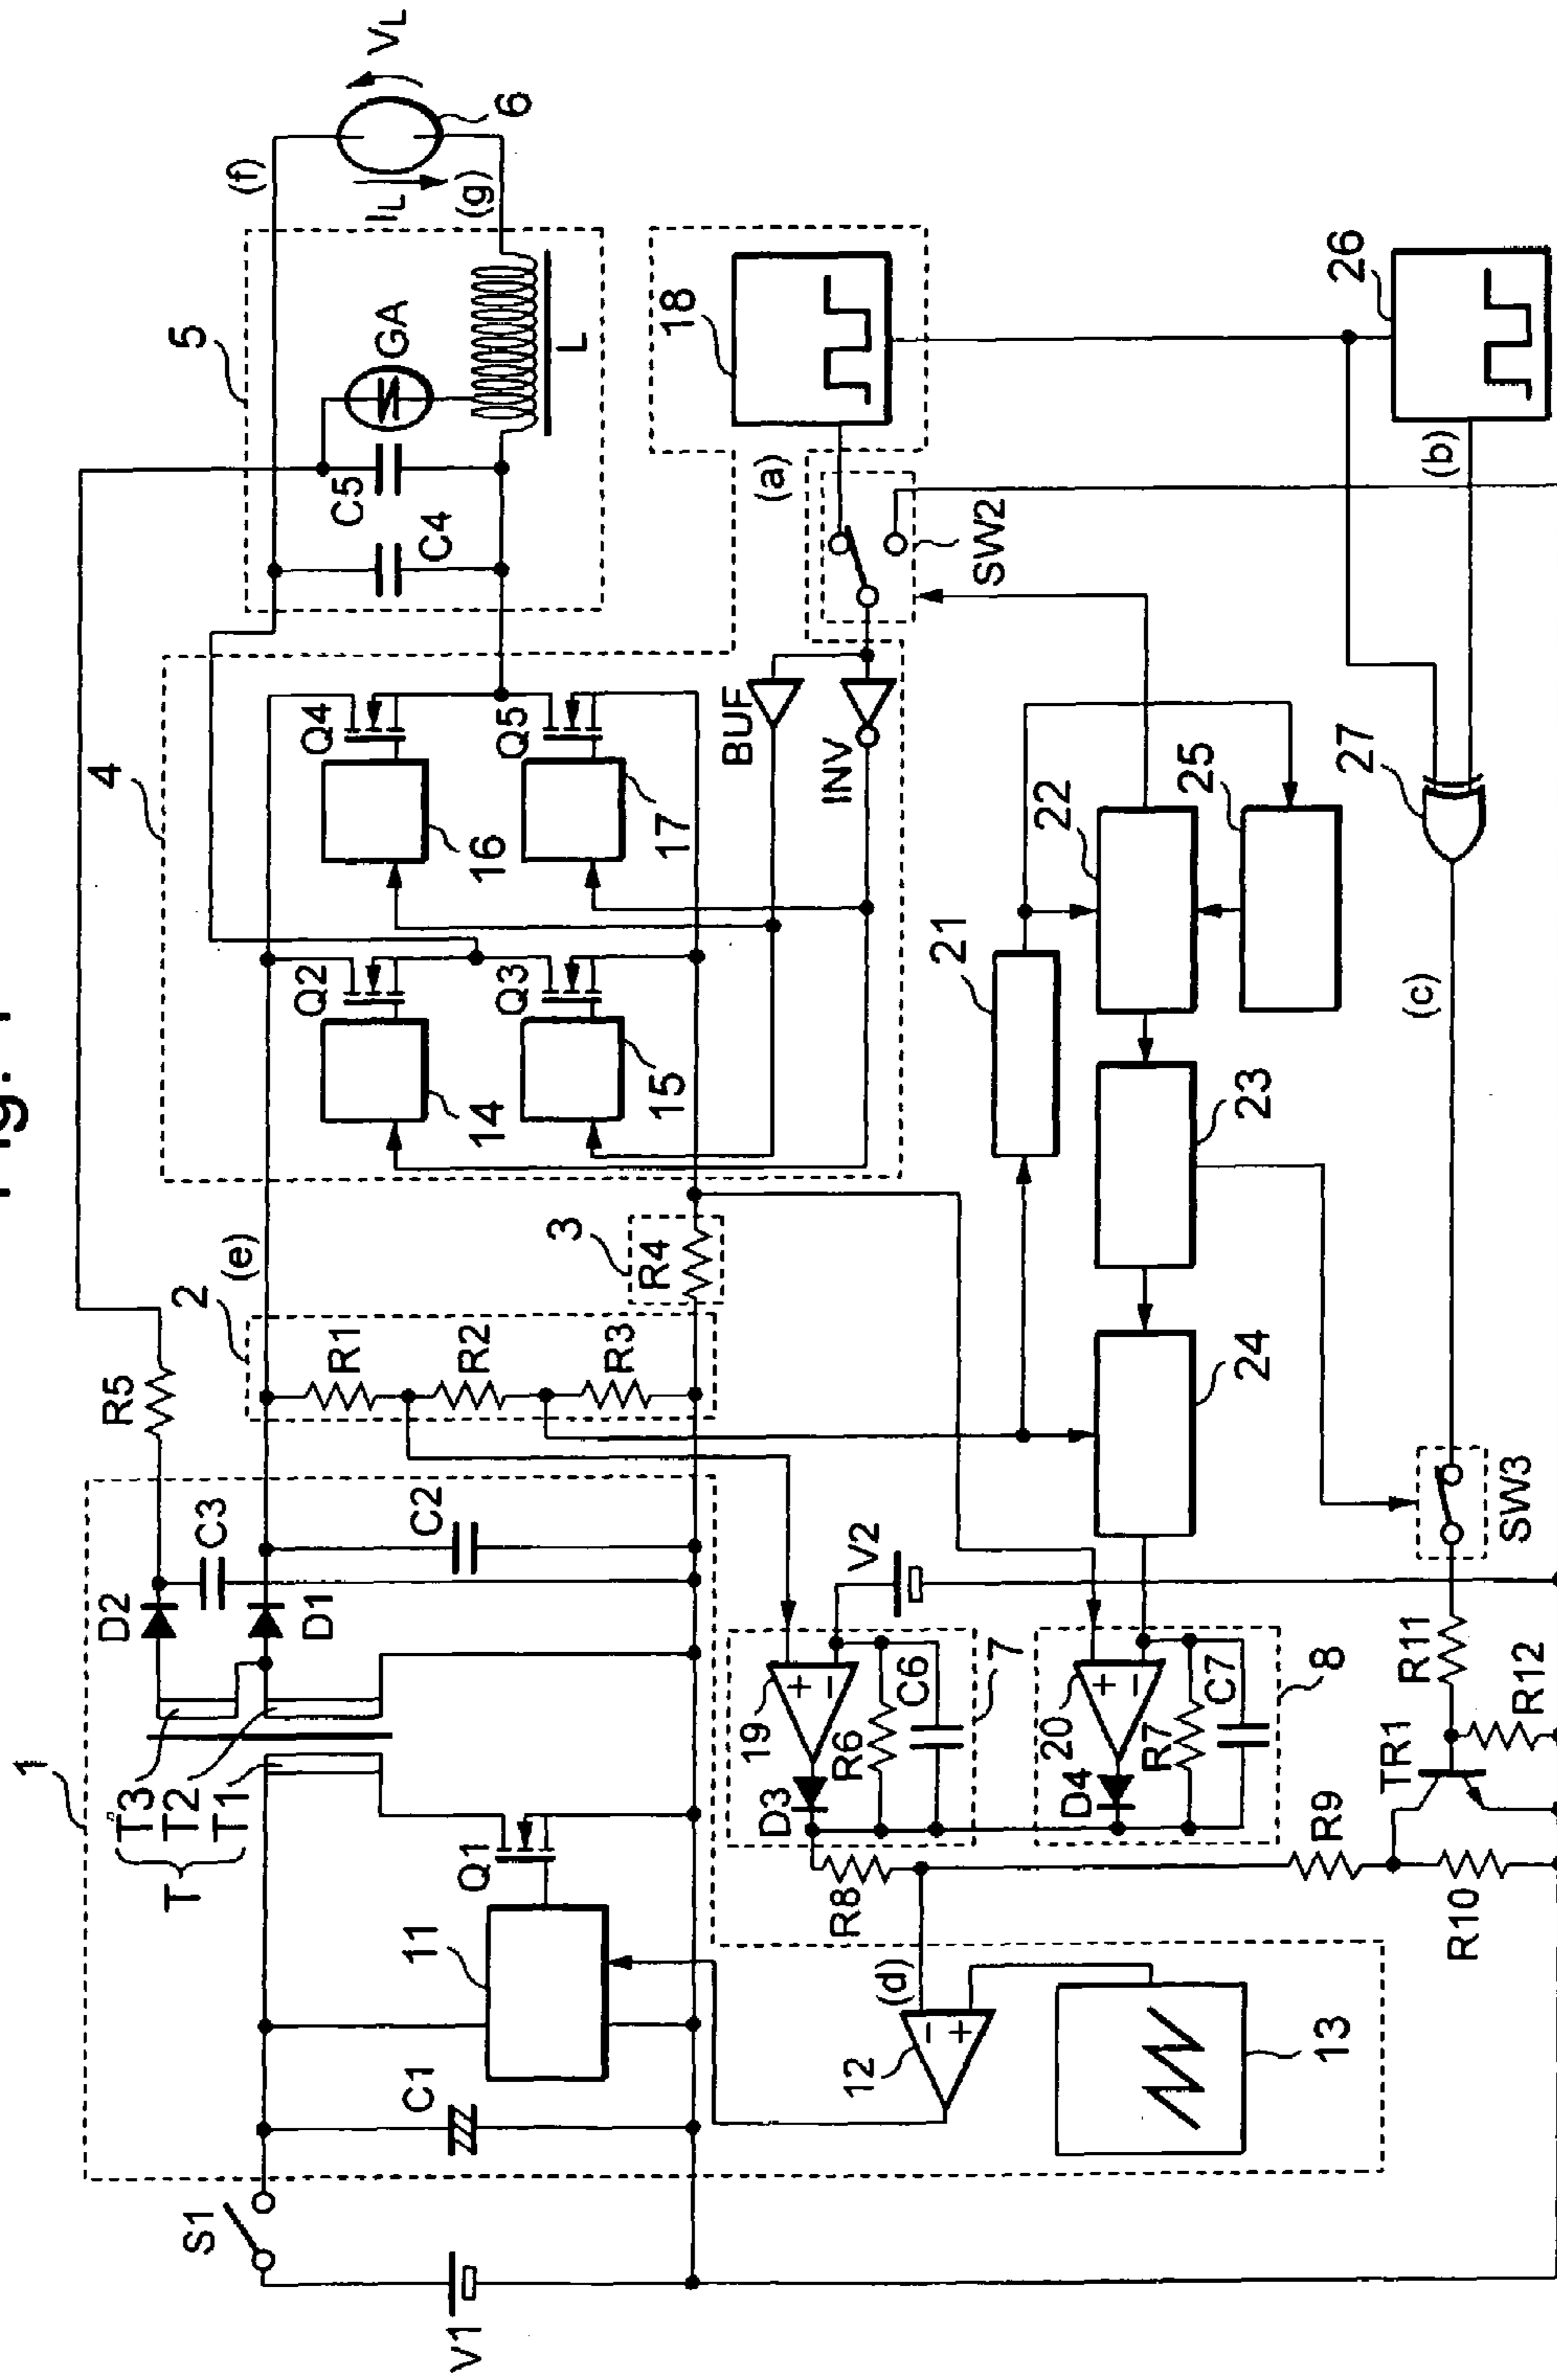 Fig. 1
1
T3
T2
T1
T
S1
V1
C1
11
Q1
D2
C3
D1
C2
R5
2
(e)
R1
R2
R3
3
R4
4
Q2
14
Q3
15
Q4
16
Q5
17
BUF
INV
5
C4
C5
GA
L
(f)
(g)
IL
VL
6
18
(a)
SW2
12
(d)
13
R8
19
D3
R6
C6
7
V2
20
D4
R7
C7
8
21
22
23
24
25
26
(b)
27
(c)
SW3
R9
R10
TR1
R11
R12